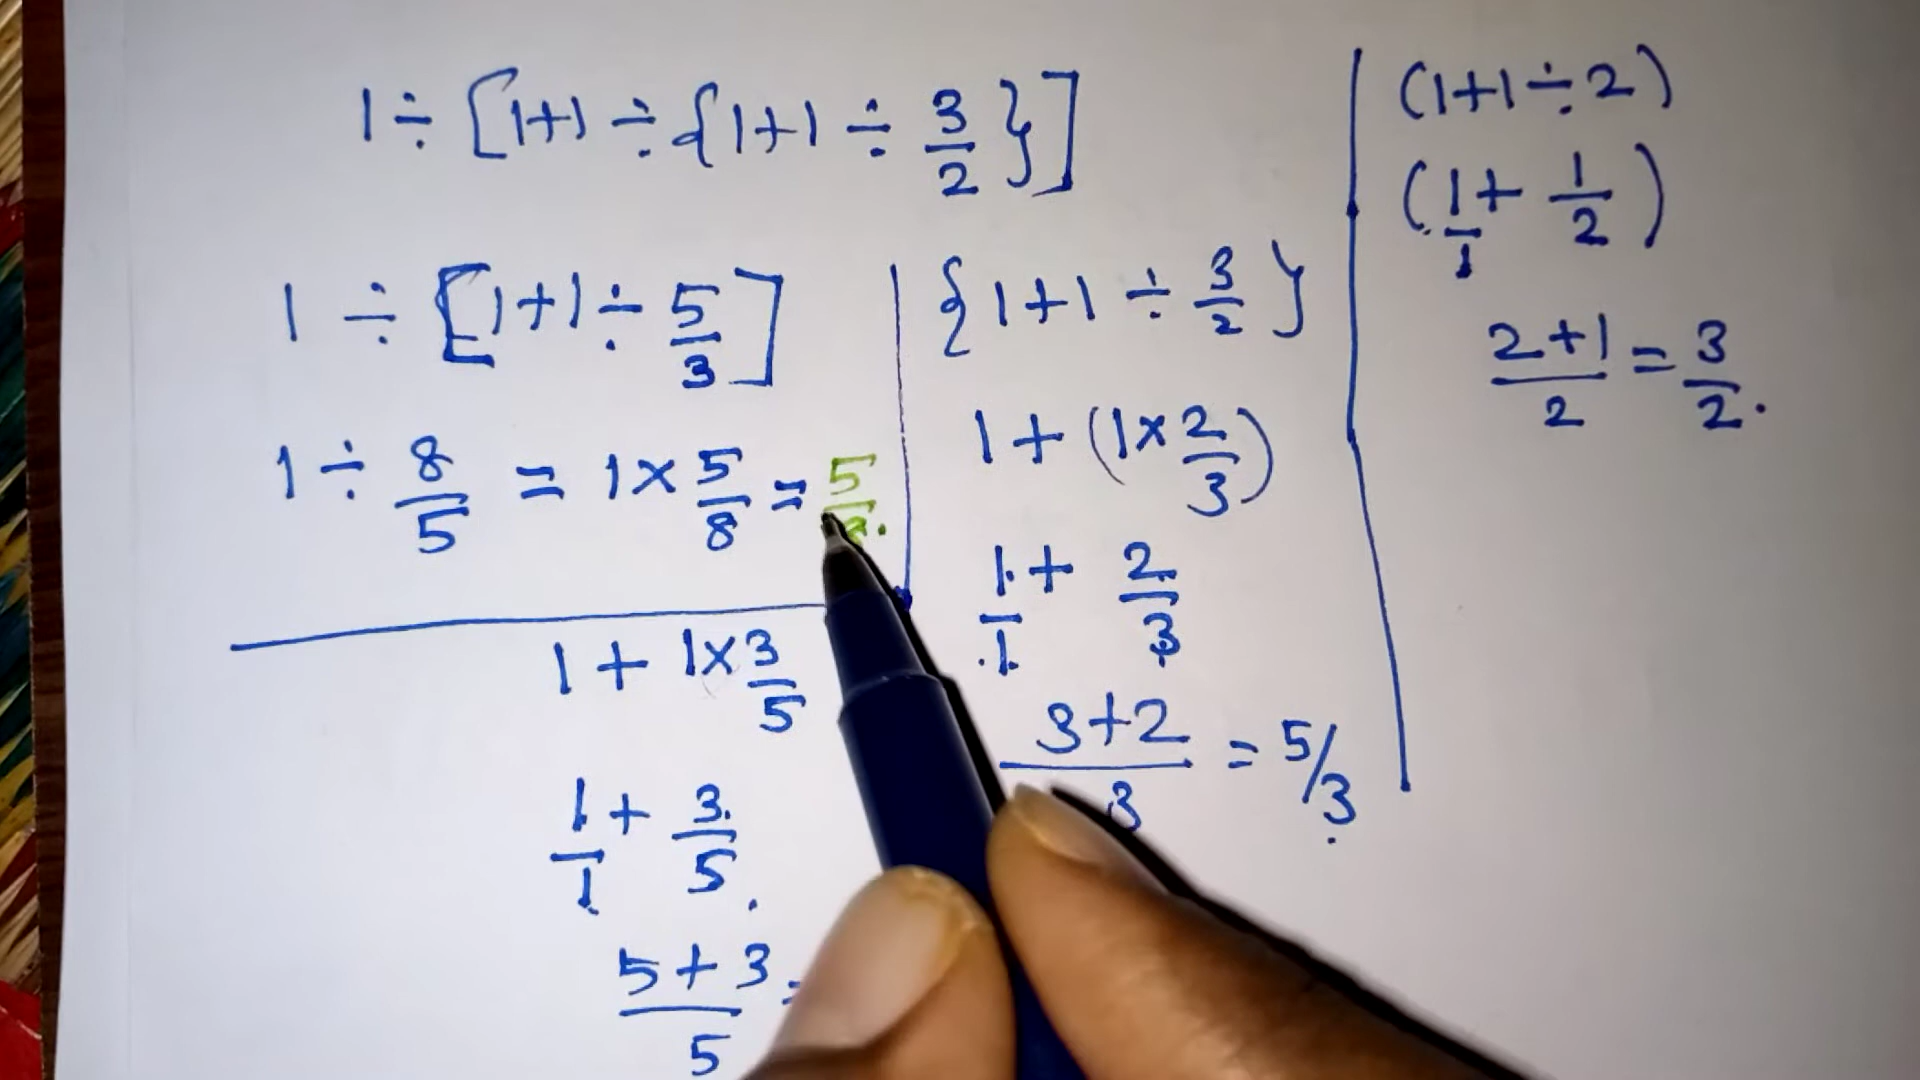 1 ÷ [1+1 ÷ {1+1 ÷ 3/2}]
1 ÷ [1+1 ÷ 5/3]
1 ÷ 8/5 = 1 × 5/8 = 5/8.
1 + 1×3/5
1/1 + 3/5
5+3/5 =
{1+1 ÷ 3/2}
1 + (1×2/3)
1/1 + 2/3
3+2/3 = 5/3
(1+1÷2)
(1/1 + 1/2)
2+1/2 = 3/2.